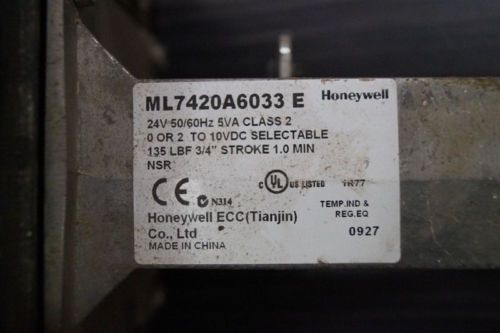 ML7420A6033 E Honeywell
24V 50/60Hz 5VA CLASS 2
0 OR 2 TO 10VDC SELECTABLE
135 LBF 3/4" STROKE 1.0 MIN
NSR
CE N314 C UL US LISTED 1R77
Honeywell ECC(Tianjin) TEMP.IND &
Co., Ltd REG.EQ
MADE IN CHINA 0927